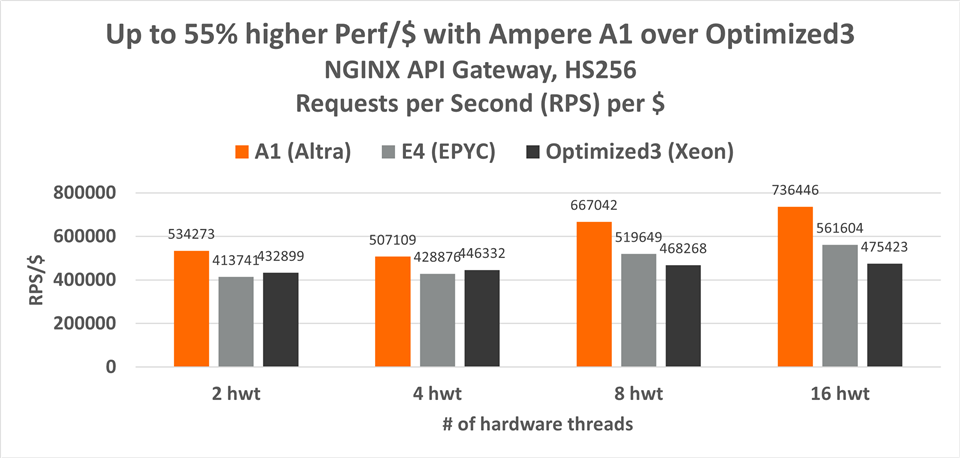 Up to 55% higher Perf/$ with Ampere A1 over Optimized3
NGINX API Gateway, HS256
Requests per Second (RPS) per $
A1 (Altra) E4 (EPYC) Optimized3 (Xeon)
800000
600000
400000
200000
0
RPS/$
534273 413741 432899
507109 428876 446332
667042 519649 468268
736446 561604 475423
2 hwt 4 hwt 8 hwt 16 hwt
# of hardware threads